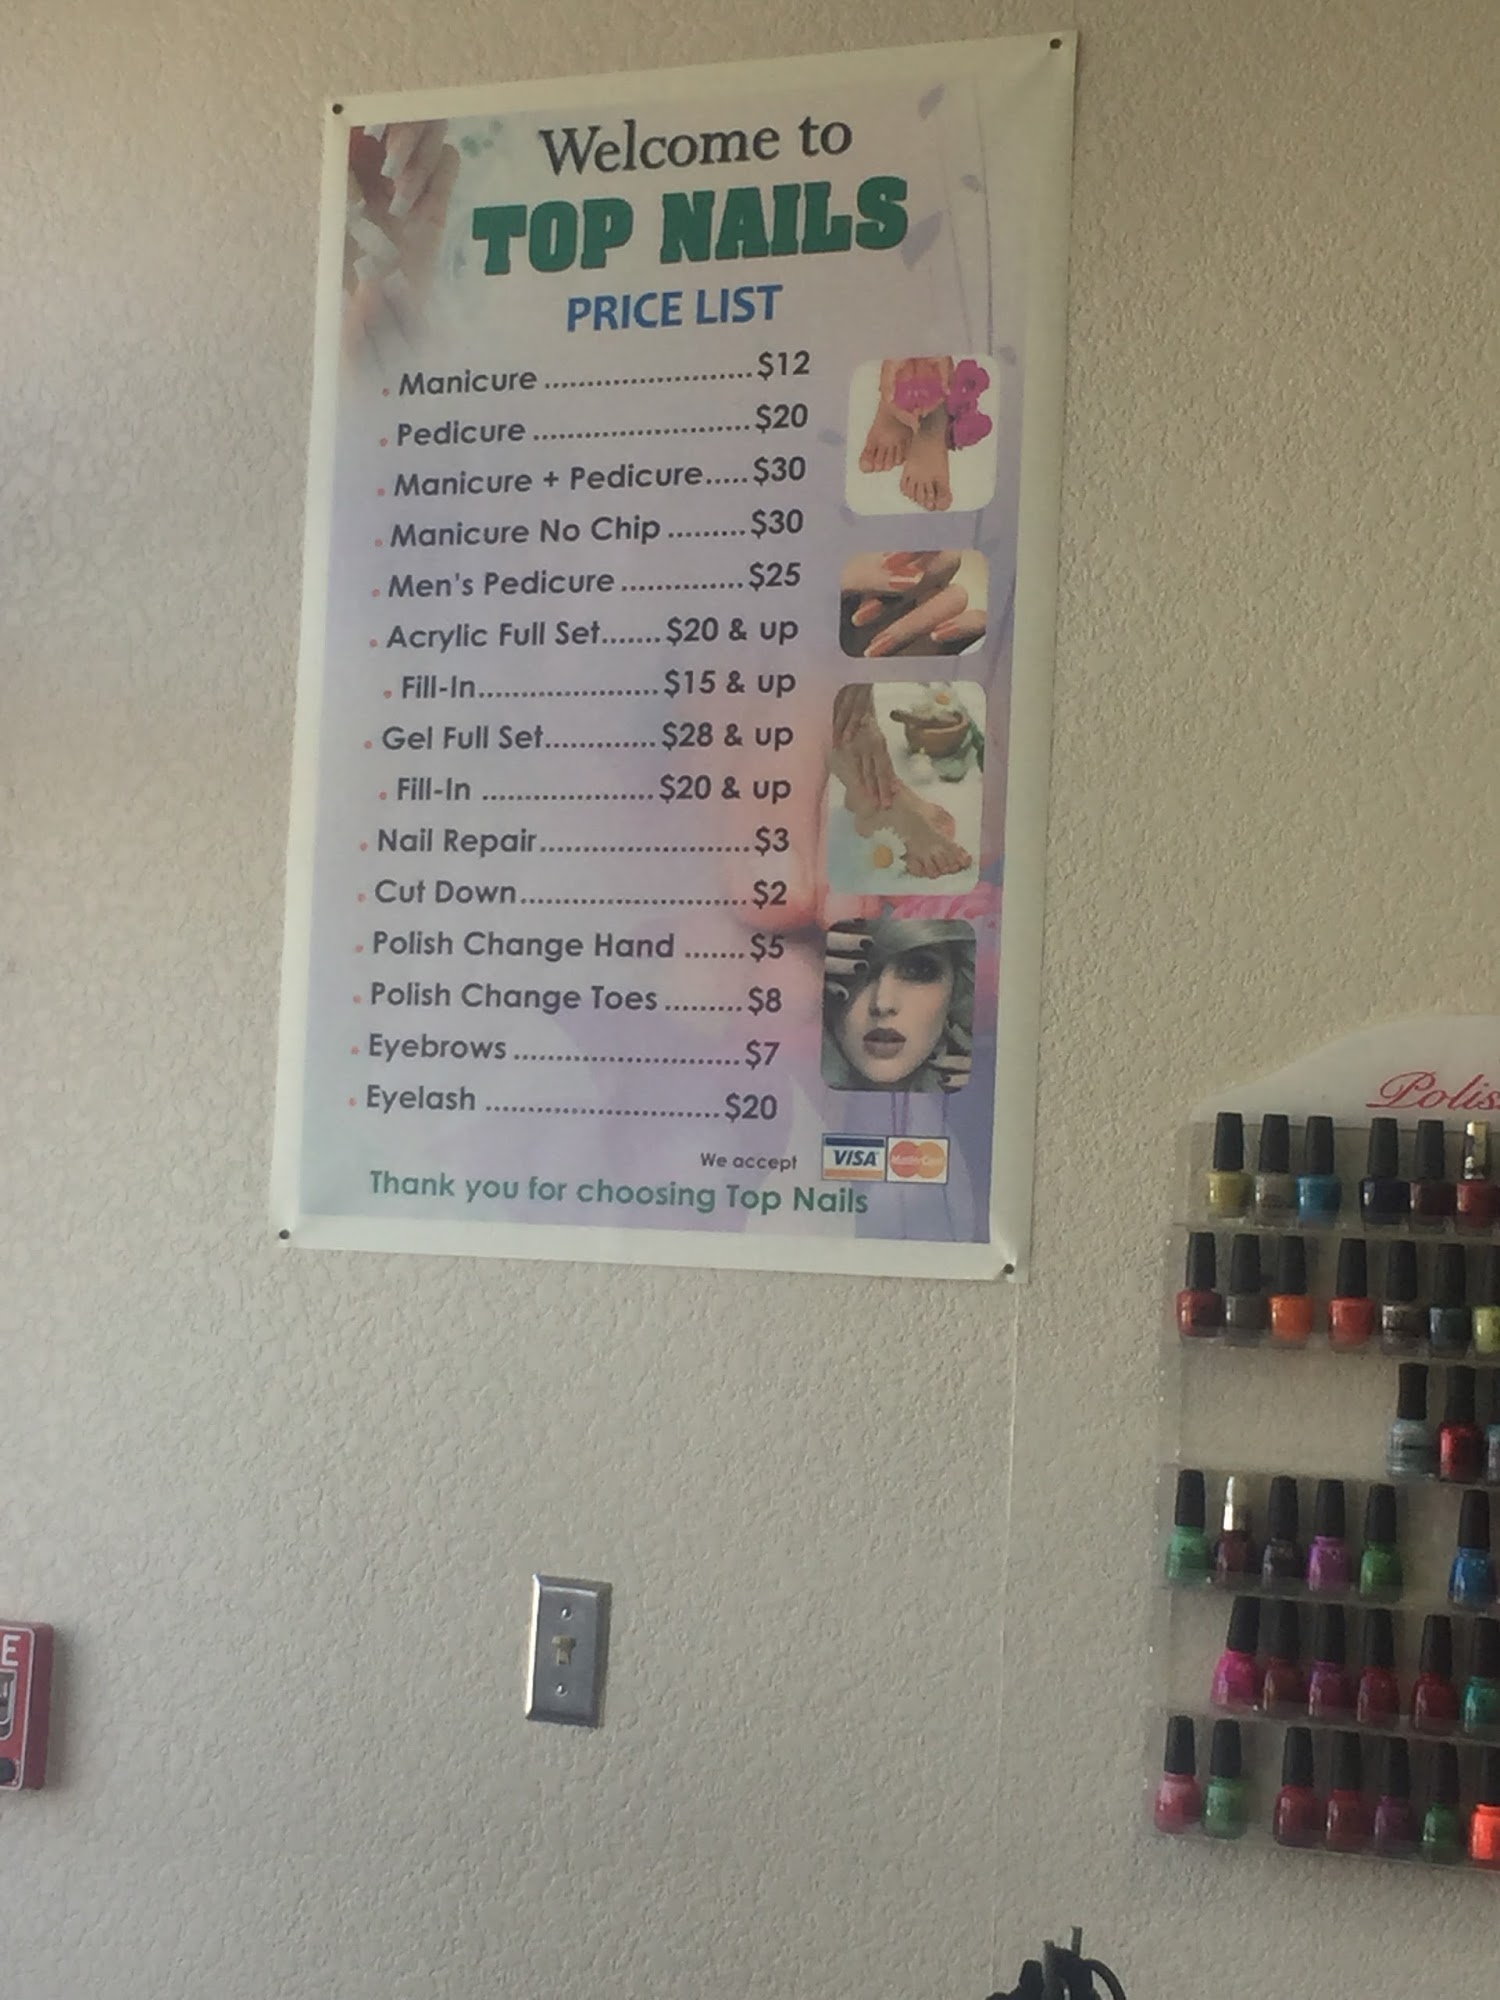 Welcome to
TOP NAILS
PRICE LIST
• Manicure ........................ $12
• Pedicure ......................... $20
• Manicure + Pedicure..... $30
• Manicure No Chip ......... $30
• Men's Pedicure .............. $25
• Acrylic Full Set....... $20 & up
• Fill-In..................... $15 & up
• Gel Full Set............. $28 & up
• Fill-In .................... $20 & up
• Nail Repair........................ $3
• Cut Down.......................... $2
• Polish Change Hand ....... $5
• Polish Change Toes ......... $8
• Eyebrows .......................... $7
• Eyelash ........................... $20
We accept VISA MasterCard
Thank you for choosing Top Nails
Polis
E